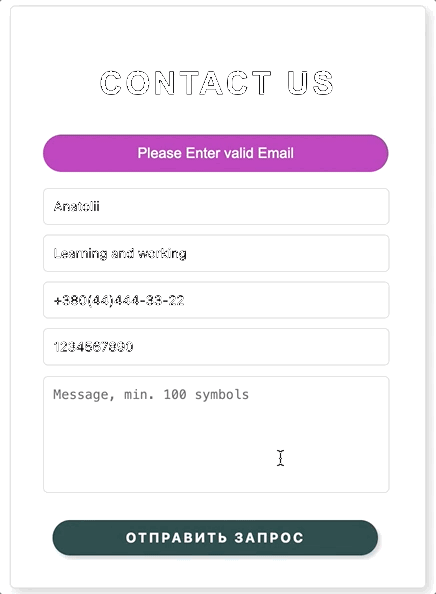 CONTACT US
Please Enter valid Email
Anatolii
Learning and working
+380(44)444-33-22
1234567890
Message, min. 100 symbols
ОТПРАВИТЬ ЗАПРОС